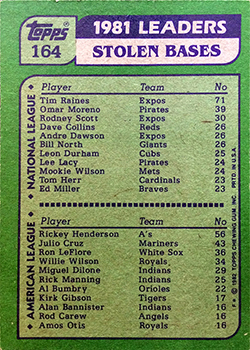 Topps
164
1981 LEADERS
STOLEN BASES
NATIONAL LEAGUE
Player Team No
Tim Raines Expos 71
Omar Moreno Pirates 39
Rodney Scott Expos 30
Dave Collins Reds 26
Andre Dawson Expos 26
Bill North Giants 26
Leon Durham Cubs 25
Lee Lacy Pirates 24
Mookie Wilson Mets 24
Tom Herr Cardinals 23
Ed Miller Braves 23
AMERICAN LEAGUE
Player Team No
Rickey Henderson A's 56
Julio Cruz Mariners 43
Ron LeFlore White Sox 36
Willie Wilson Royals 34
Miguel Dilone Indians 29
Rick Manning Indians 25
Al Bumbry Orioles 22
Kirk Gibson Tigers 17
Alan Bannister Indians 16
Rod Carew Angels 16
Amos Otis Royals 16
© 1982 TOPPS CHEWING GUM, INC. PRTD. IN U.S.A.